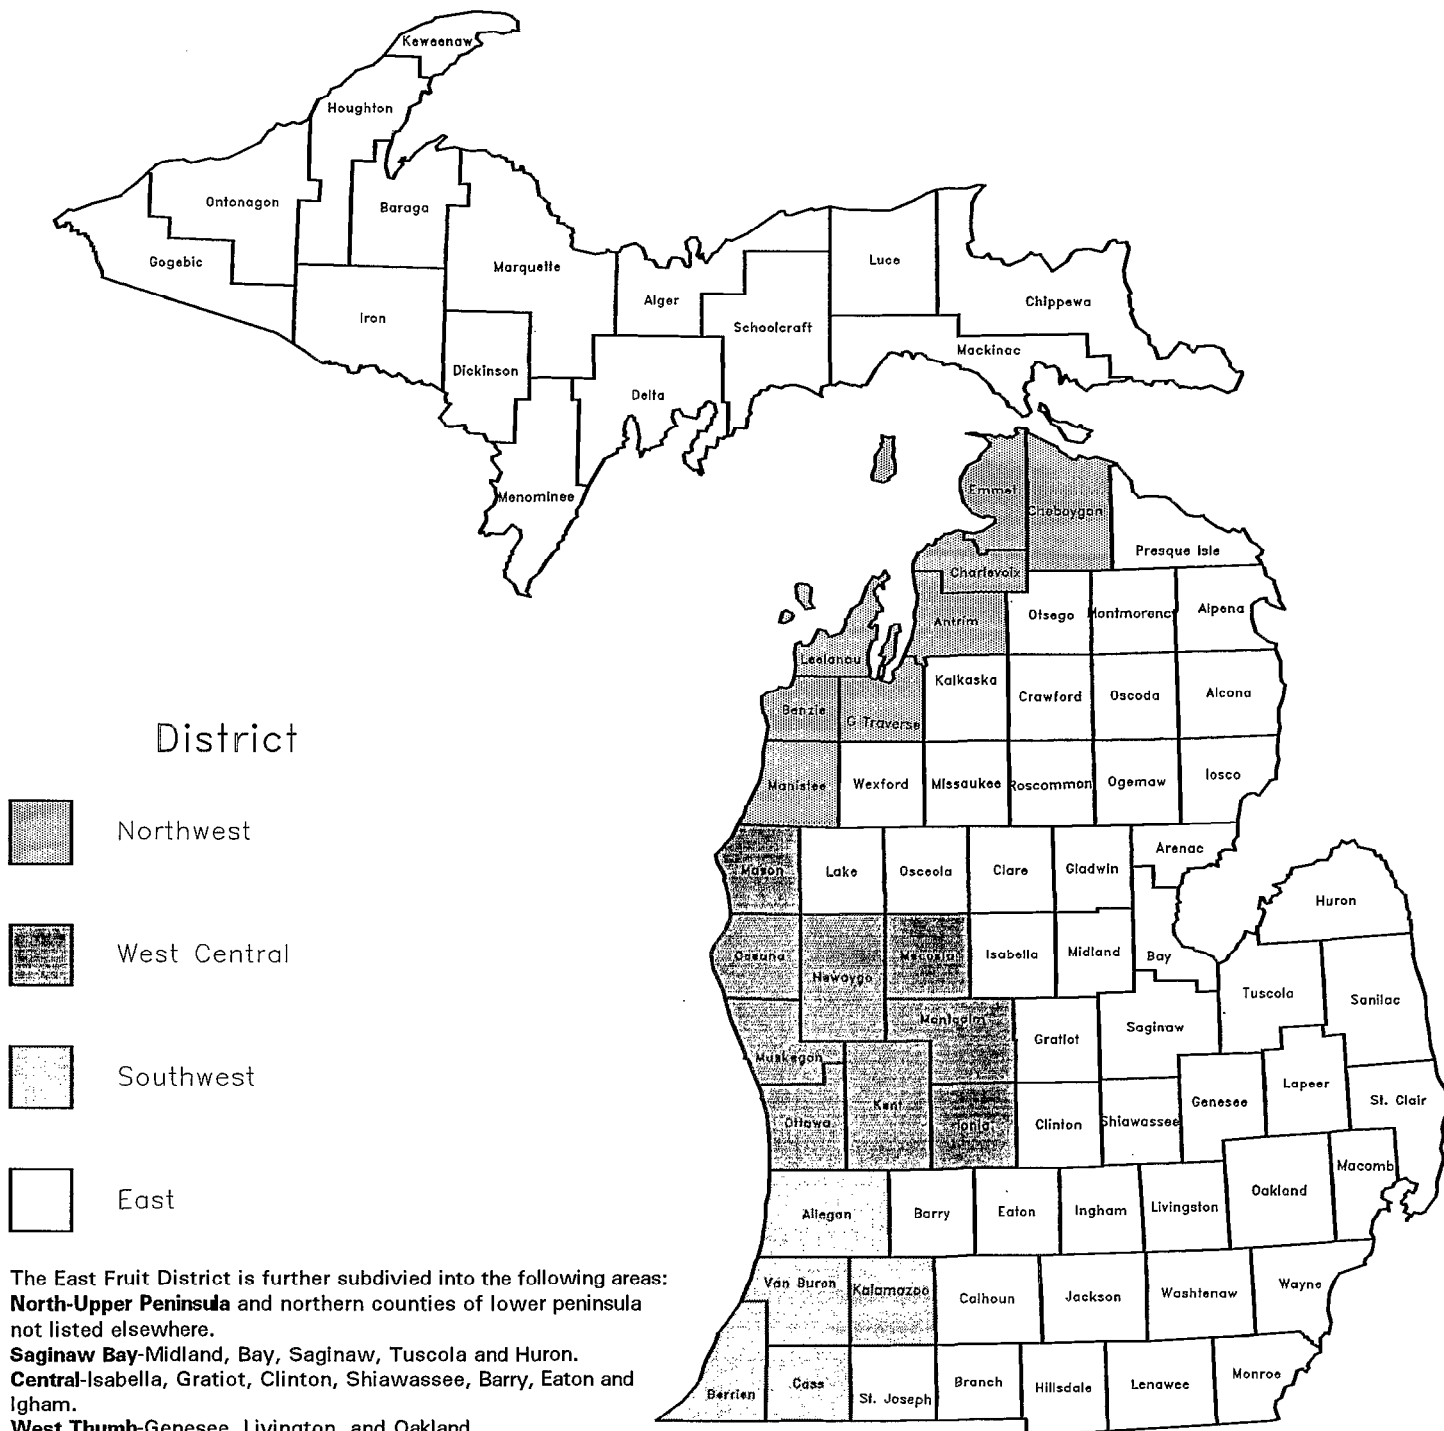 Keweenaw
Houghton
Ontonagon
Baraga
Gogebic
Marquette
Luce
Alger
Chippewa
Iron
Schoolcraft
Mackinac
Dickinson
Delta
Menominee
Emmet
Cheboygan
Presque Isle
Charlevoix
Antrim
Otsego
Montmorency
Alpena
Leelanau
Kalkaska
Crawford
Oscoda
Alcona
Benzie
G Traverse
Manistee
Wexford
Missaukee
Roscommon
Ogemaw
Iosco
Mason
Lake
Osceola
Clare
Gladwin
Arenac
Huron
Oceana
Newaygo
Mecosta
Isabella
Midland
Bay
Tuscola
Sanilac
Montcalm
Gratiot
Saginaw
Muskegon
Ottawa
Kent
Ionia
Clinton
Shiawassee
Genesee
Lapeer
St. Clair
Allegan
Barry
Eaton
Ingham
Livingston
Oakland
Macomb
Van Buren
Kalamazoo
Calhoun
Jackson
Washtenaw
Wayne
Berrien
Cass
St. Joseph
Branch
Hillsdale
Lenawee
Monroe
District
Northwest
West Central
Southwest
East
The East Fruit District is further subdivied into the following areas:
North-Upper Peninsula and northern counties of lower peninsula
not listed elsewhere.
Saginaw Bay-Midland, Bay, Saginaw, Tuscola and Huron.
Central-Isabella, Gratiot, Clinton, Shiawassee, Barry, Eaton and
Igham.
West Thumb-Genesee, Livington, and Oakland.